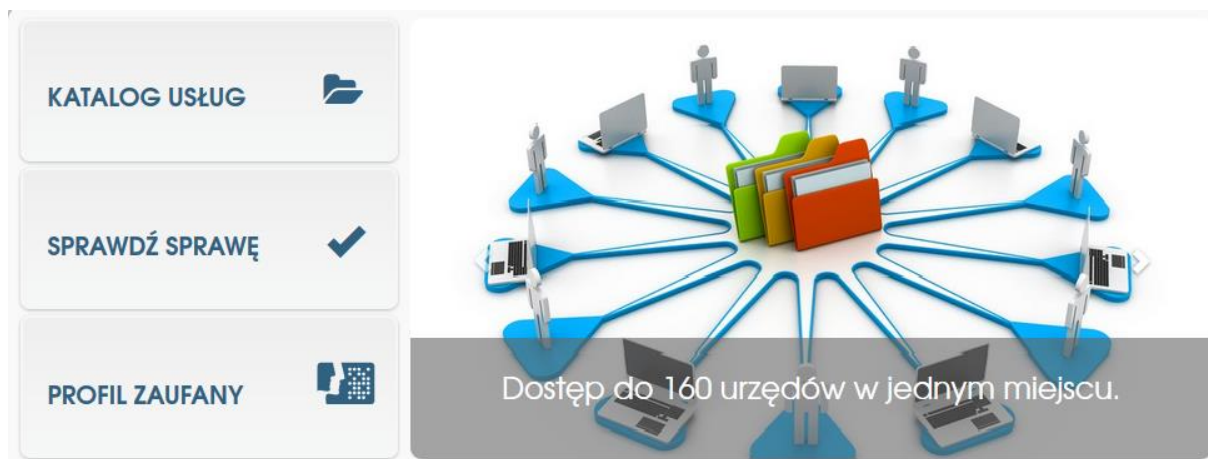 KATALOG USŁUG
SPRAWDŹ SPRAWĘ
PROFIL ZAUFANY
Dostęp do 160 urzędów w jednym miejscu.